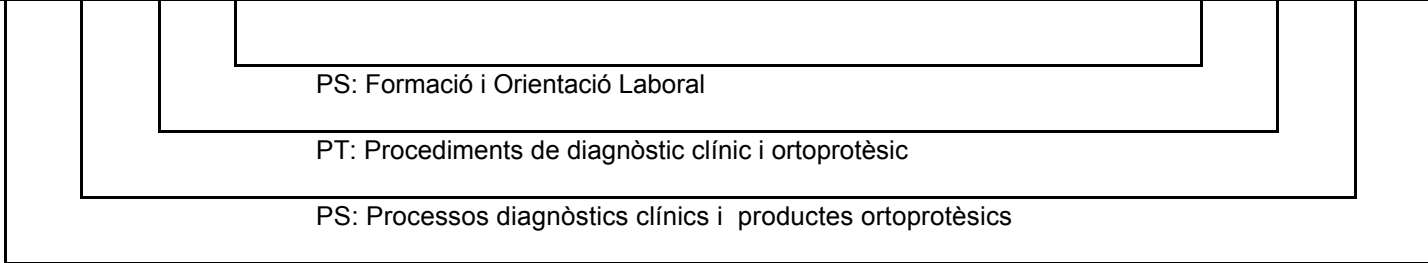 PS: Formació i Orientació Laboral
PT: Procediments de diagnòstic clínic i ortoprotèsic
PS: Processos diagnòstics clínics i  productes ortoprotèsics